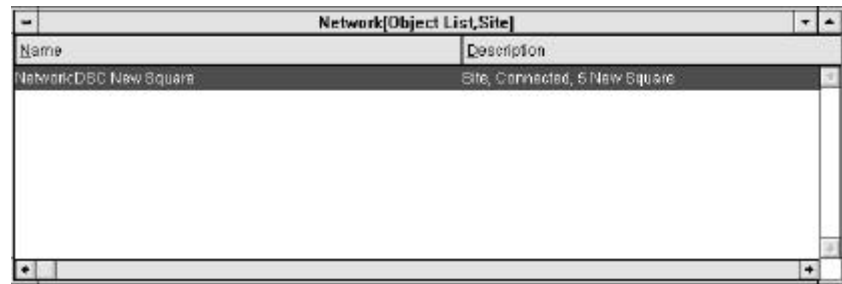 Network[Object List,Site]
Name Description
Network:DSC New Square Site, Connected, 5 New Square